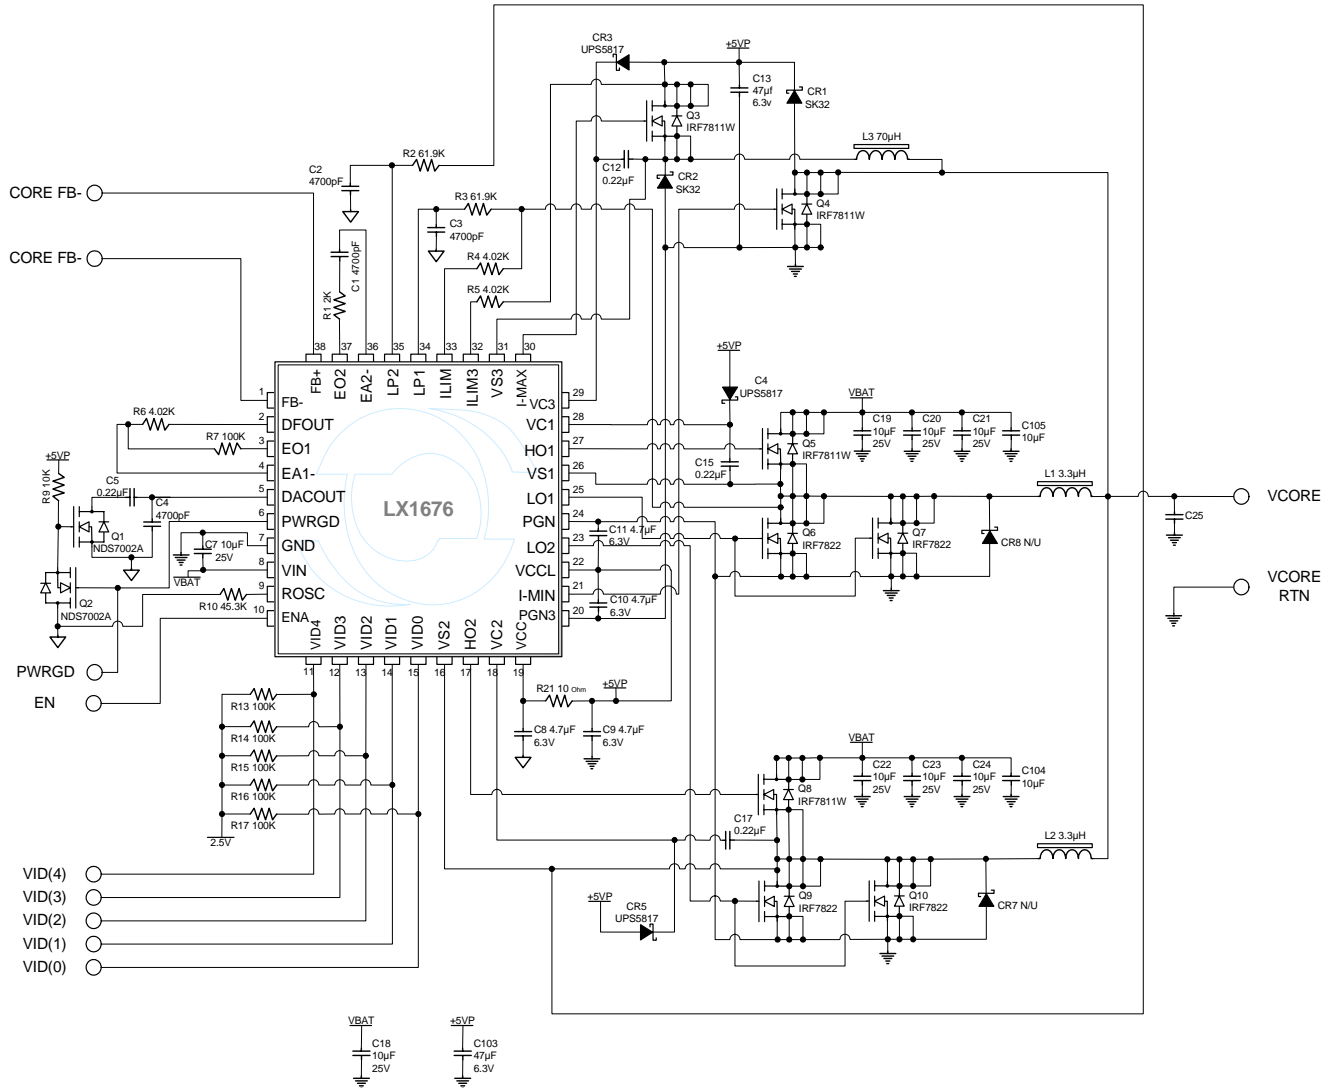 CR3
UPS5817
+5VP
C13
47µf
6.3v
CR1
SK32
Q3
IRF7811W
L3 70µH
R2 61.9K
C2
4700pF
C12
0.22µF
CR2
SK32
CORE FB-
R3 61.9K
C3
4700pF
Q4
IRF7811W
CORE FB-
C1 4700pF
R4 4.02K
R5 4.02K
R1 2K
38
37
36
35
34
33
32
31
30
FB+
EO2
EA2-
LP2
LP1
ILIM
ILIM3
VS3
I-MAX
+5VP
C4
UPS5817
1
FB-
2
DFOUT
3
EO1
4
EA1-
5
DACOUT
6
PWRGD
7
GND
8
VIN
9
ROSC
10
ENA
LX1676
VC3
29
VC1
28
HO1
27
VS1
26
LO1
25
PGN
24
LO2
23
VCCL
22
I-MIN
21
PGN3
20
R6 4.02K
R7 100K
+5VP
R9 10K
C5
0.22µF
C4
4700pF
Q1
NDS7002A
C7 10µF
25V
VBAT
Q2
NDS7002A
R10 45.3K
VBAT
C19
10µF
25V
C20
10µF
25V
C21
10µF
25V
C105
10µF
Q5
IRF7811W
C15
0.22µF
L1 3.3µH
VCORE
C25
C11 4.7µF
6.3V
Q6
IRF7822
Q7
IRF7822
CR8 N/U
VCORE
RTN
C10 4.7µF
6.3V
VID4
VID3
VID2
VID1
VID0
VS2
HO2
VC2
VCC
11
12
13
14
15
16
17
18
19
PWRGD
EN
R13 100K
R14 100K
R15 100K
R16 100K
R17 100K
2.5V
R21 10 Ohm
+5VP
C8 4.7µF
6.3V
C9 4.7µF
6.3V
VBAT
C22
10µF
25V
C23
10µF
25V
C24
10µF
25V
C104
10µF
Q8
IRF7811W
C17
0.22µF
L2 3.3µH
VID(4)
VID(3)
VID(2)
VID(1)
VID(0)
+5VP
CR5
UPS5817
Q9
IRF7822
Q10
IRF7822
CR7 N/U
VBAT
C18
10µF
25V
+5VP
C103
47µF
6.3V